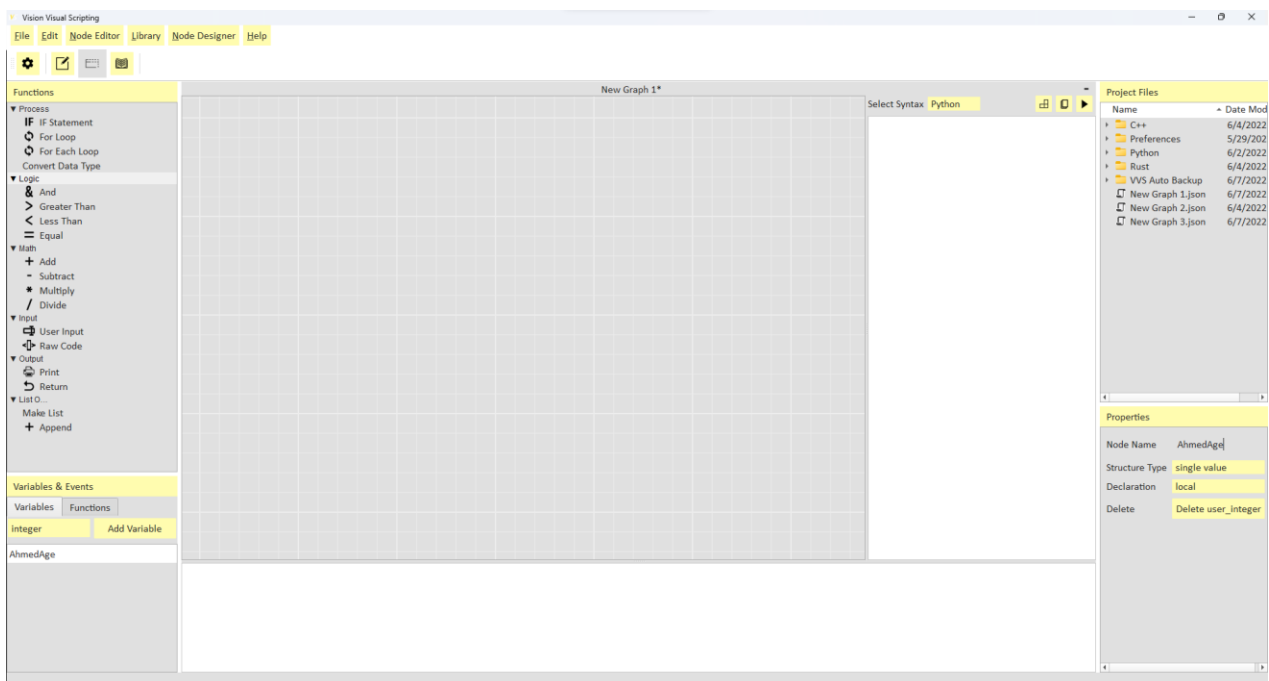 Vision Visual Scripting
File Edit Node Editor Library Node Designer Help
Functions
▼ Process
IF IF Statement
For Loop
For Each Loop
Convert Data Type
▼ Logic
& And
> Greater Than
< Less Than
= Equal
▼ Math
+ Add
- Subtract
* Multiply
/ Divide
▼ Input
User Input
Raw Code
▼ Output
Print
Return
▼ List O...
Make List
+ Append
Variables & Events
Variables Functions
integer Add Variable
AhmedAge
New Graph 1*
Select Syntax Python
Project Files
Name Date Mod
C++ 6/4/2022
Preferences 5/29/202
Python 6/2/2022
Rust 6/4/2022
VVS Auto Backup 6/7/2022
New Graph 1.json 6/7/2022
New Graph 2.json 6/4/2022
New Graph 3.json 6/7/2022
Properties
Node Name AhmedAge
Structure Type single value
Declaration local
Delete Delete user_integer